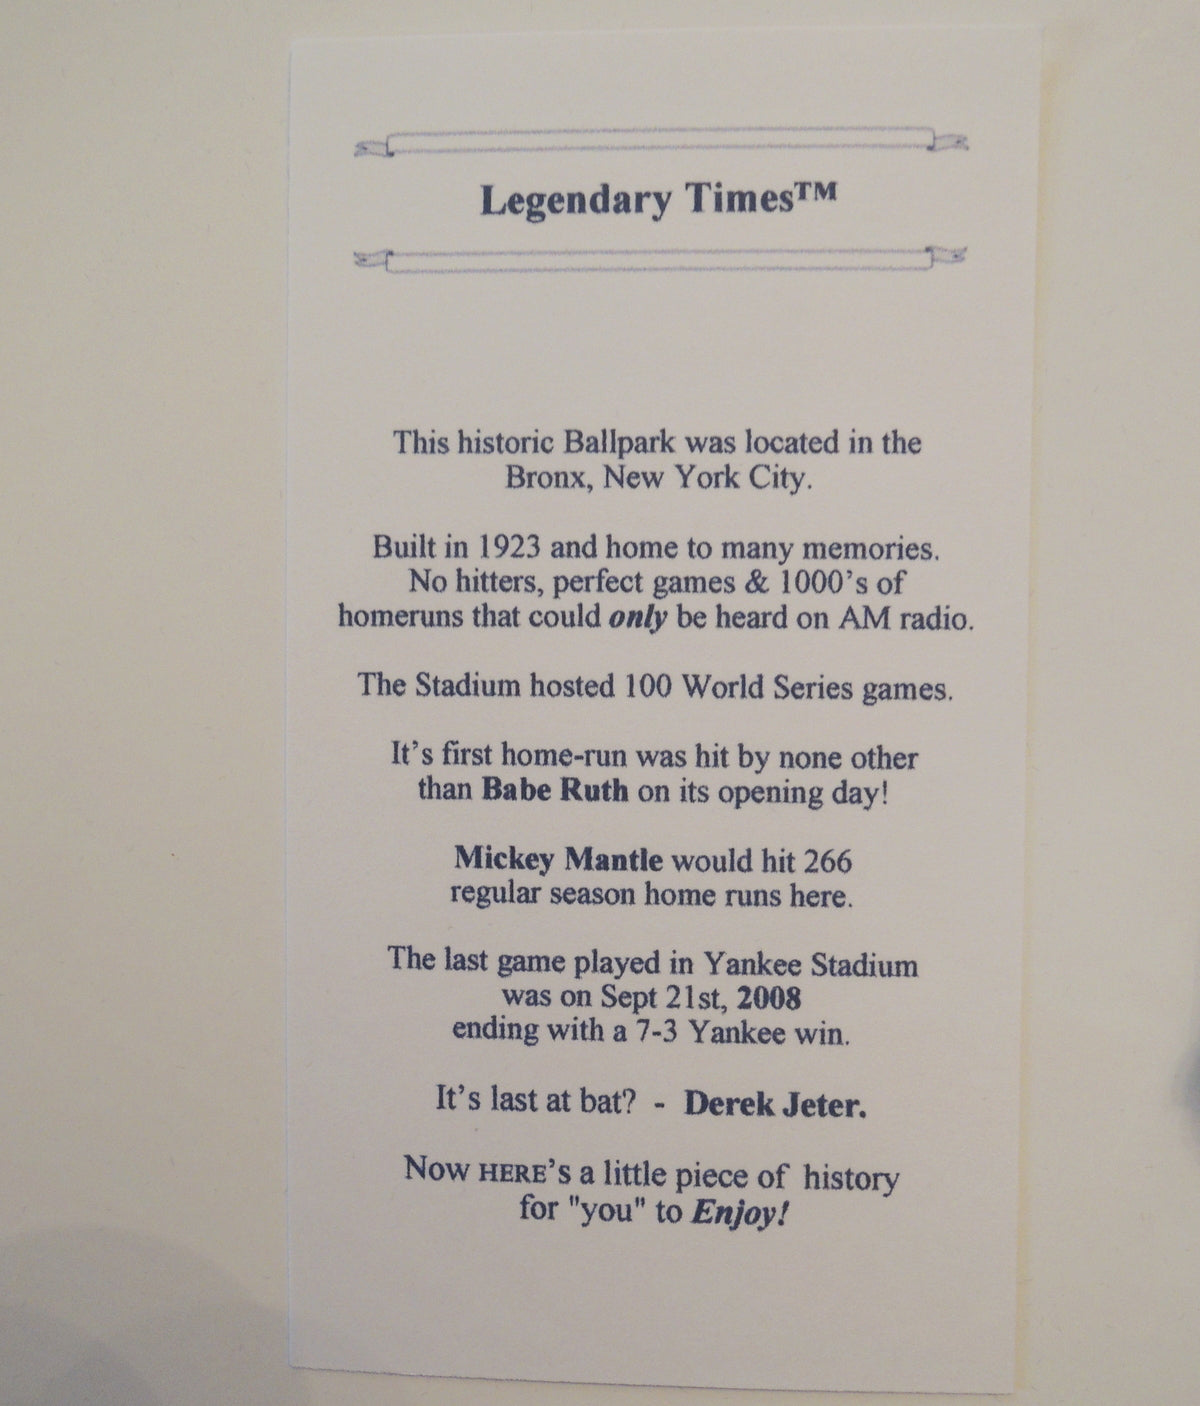 Legendary Times™
This historic Ballpark was located in the
Bronx, New York City.
Built in 1923 and home to many memories.
No hitters, perfect games & 1000’s of
homeruns that could only be heard on AM radio.
The Stadium hosted 100 World Series games.
It’s first home-run was hit by none other
than Babe Ruth on its opening day!
Mickey Mantle would hit 266
regular season home runs here.
The last game played in Yankee Stadium
was on Sept 21st, 2008
ending with a 7-3 Yankee win.
It’s last at bat? - Derek Jeter.
Now HERE’S a little piece of history
for "you" to Enjoy!